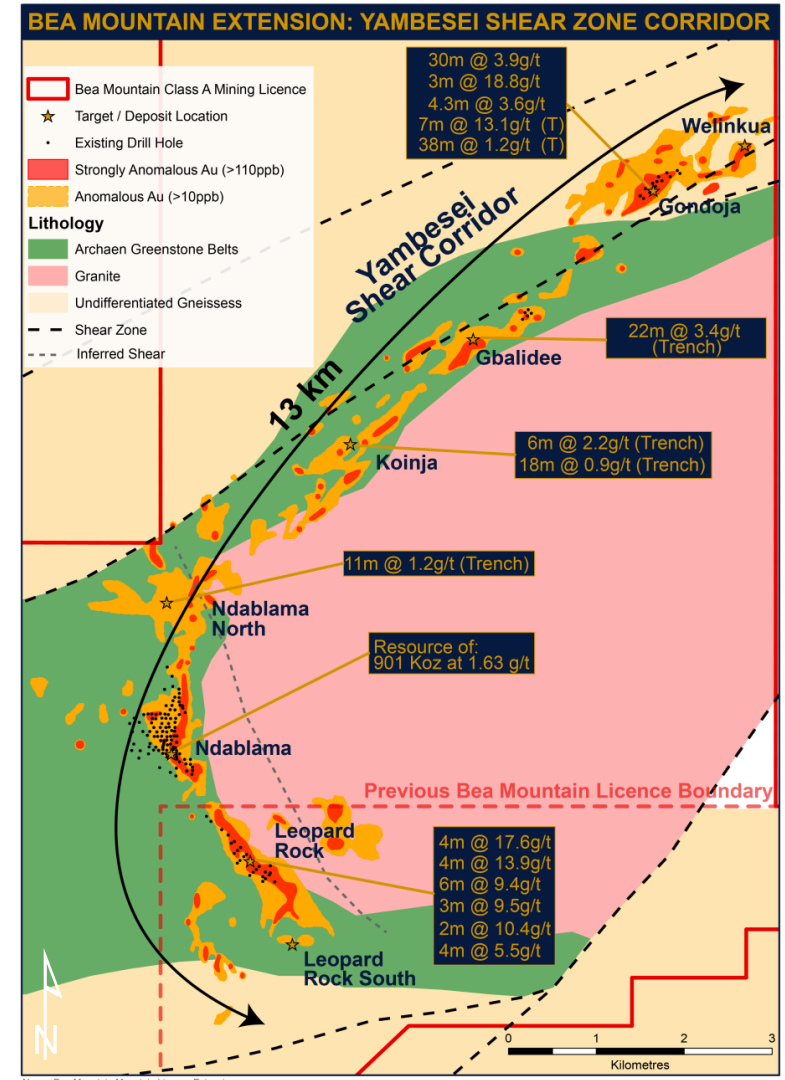 BEA MOUNTAIN EXTENSION: YAMBESEI SHEAR ZONE CORRIDOR
Bea Mountain Class A Mining Licence
Target / Deposit Location
Existing Drill Hole
Strongly Anomalous Au (>110ppb)
Anomalous Au (>10ppb)
Lithology
Archaen Greenstone Belts
Granite
Undifferentiated Gneissess
Shear Zone
Inferred Shear
30m @ 3.9g/t
3m @ 18.8g/t
4.3m @ 3.6g/t
7m @ 13.1g/t (T)
38m @ 1.2g/t (T)
Welinkua
Gondoja
Yambesei
Shear Corridor
13 km
22m @ 3.4g/t
(Trench)
Gbalidee
6m @ 2.2g/t (Trench)
18m @ 0.9g/t (Trench)
Koinja
11m @ 1.2g/t (Trench)
Ndablama
North
Resource of:
901 Koz at 1.63 g/t
Ndablama
Previous Bea Mountain Licence Boundary
Leopard
Rock
4m @ 17.6g/t
4m @ 13.9g/t
6m @ 9.4g/t
3m @ 9.5g/t
2m @ 10.4g/t
4m @ 5.5g/t
Leopard
Rock South
N
0 1 2 3
Kilometres